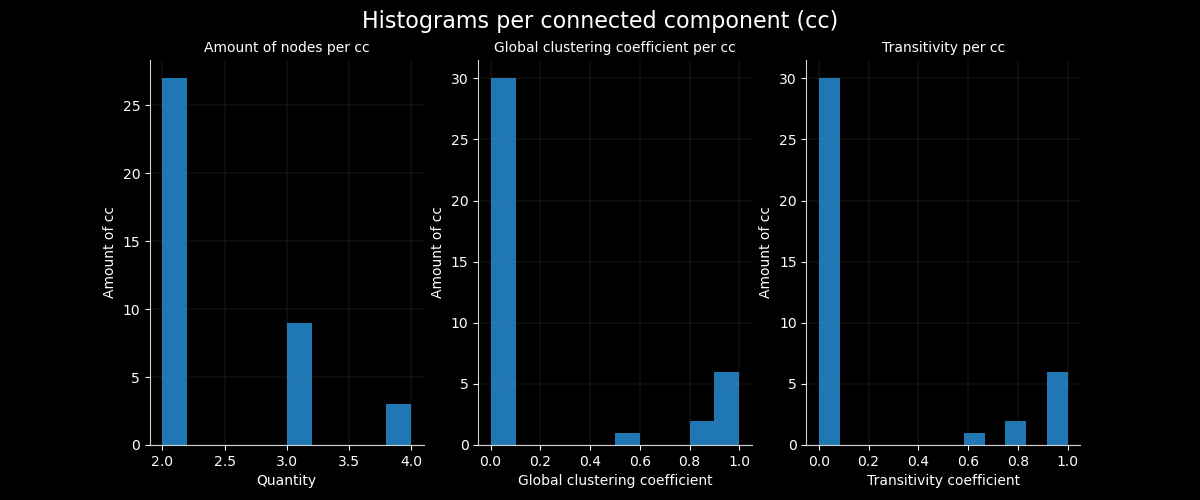 Histograms per connected component (cc)
Amount of nodes per cc
Amount of cc
25
20
15
10
5
0
2.0 2.5 3.0 3.5 4.0
Quantity
Global clustering coefficient per cc
Amount of cc
30
25
20
15
10
5
0
0.0 0.2 0.4 0.6 0.8 1.0
Global clustering coefficient
Transitivity per cc
Amount of cc
30
25
20
15
10
5
0
0.0 0.2 0.4 0.6 0.8 1.0
Transitivity coefficient